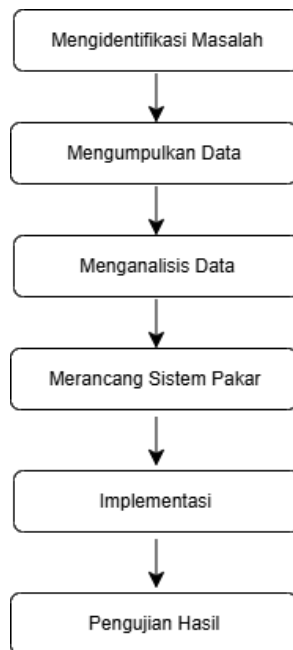 Mengidentifikasi Masalah
Mengumpulkan Data
Menganalisis Data
Merancang Sistem Pakar
Implementasi
Pengujian Hasil